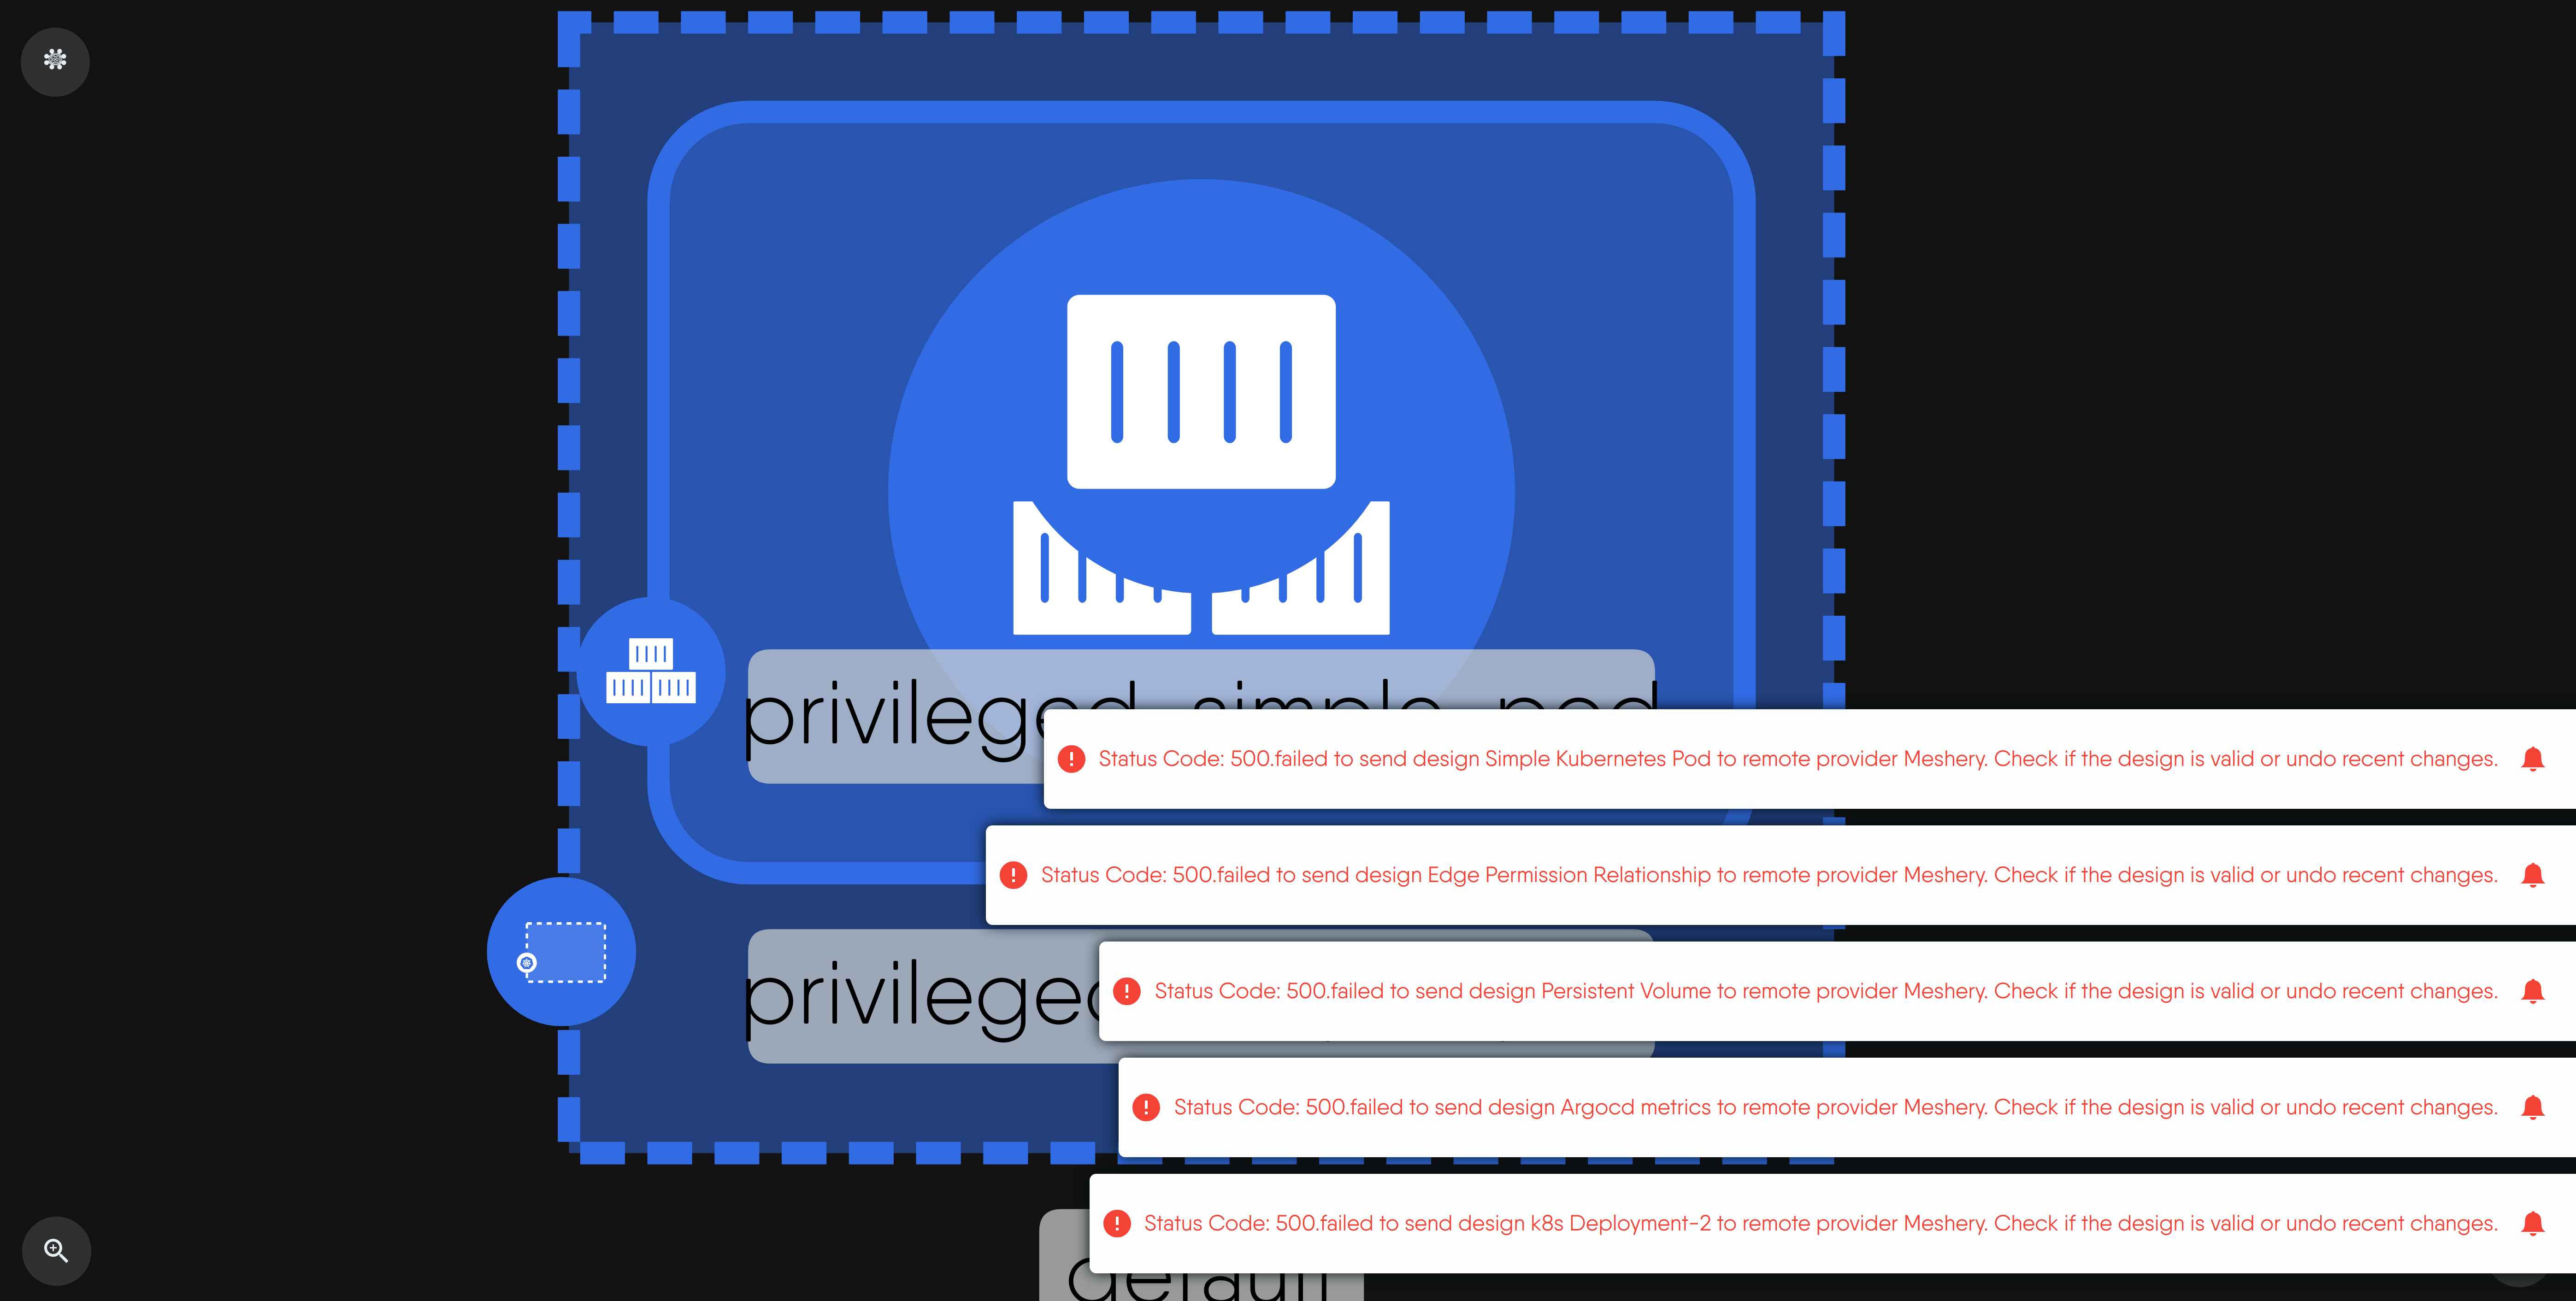 privileged-simple-pod
Status Code: 500.failed to send design Simple Kubernetes Pod to remote provider Meshery. Check if the design is valid or undo recent changes.
Status Code: 500.failed to send design Edge Permission Relationship to remote provider Meshery. Check if the design is valid or undo recent changes.
privileged
Status Code: 500.failed to send design Persistent Volume to remote provider Meshery. Check if the design is valid or undo recent changes.
Status Code: 500.failed to send design Argocd metrics to remote provider Meshery. Check if the design is valid or undo recent changes.
Status Code: 500.failed to send design k8s Deployment-2 to remote provider Meshery. Check if the design is valid or undo recent changes.
default